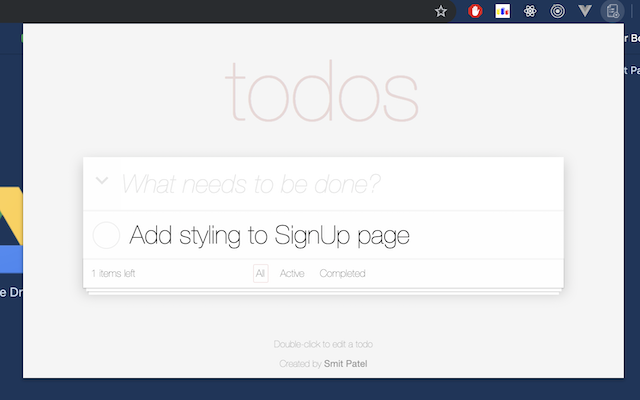 r Bo
todos
t Pa
What needs to be done?
Add styling to SignUp page
1 items left
All
Active
Completed
e Dr
Double-click to edit a todo
Created by Smit Patel